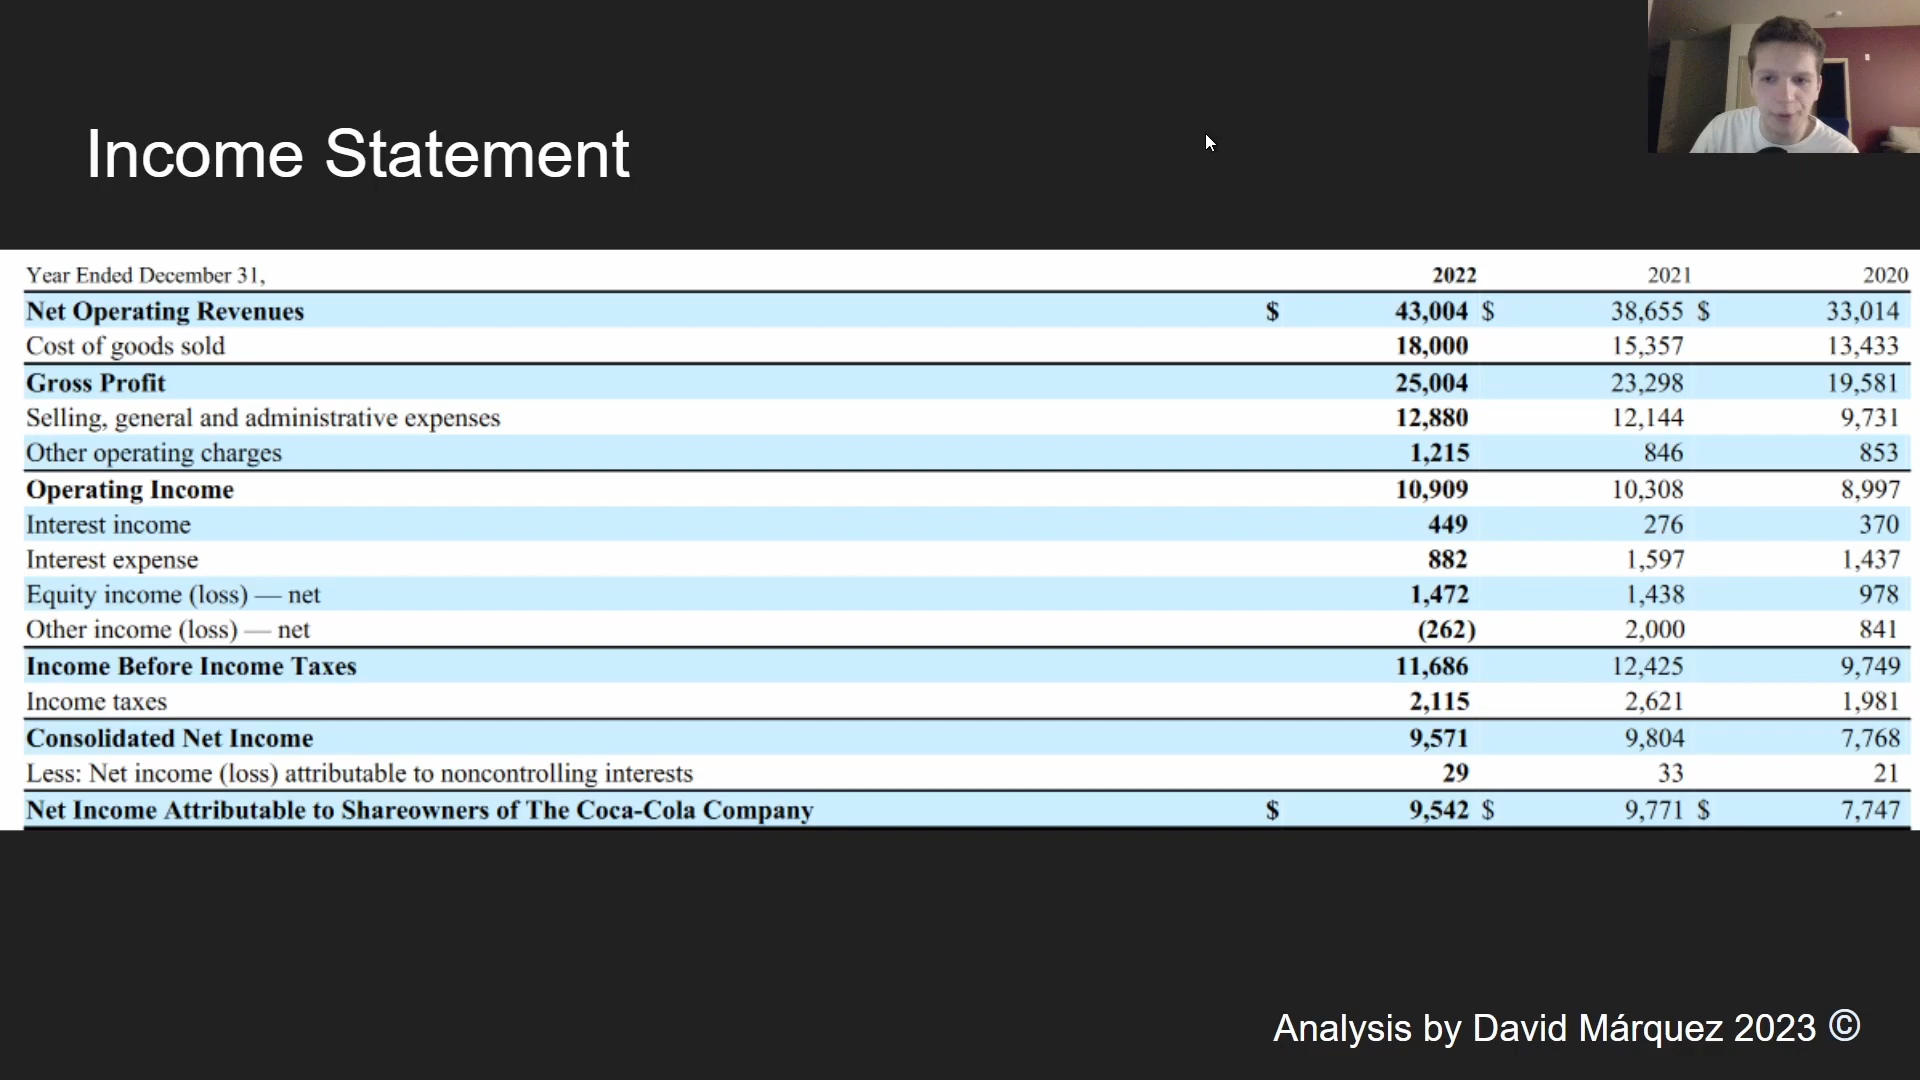 Income Statement
Year Ended December 31, 2022 2021 2020
Net Operating Revenues $ 43,004 $ 38,655 $ 33,014
Cost of goods sold 18,000 15,357 13,433
Gross Profit 25,004 23,298 19,581
Selling, general and administrative expenses 12,880 12,144 9,731
Other operating charges 1,215 846 853
Operating Income 10,909 10,308 8,997
Interest income 449 276 370
Interest expense 882 1,597 1,437
Equity income (loss) — net 1,472 1,438 978
Other income (loss) — net (262) 2,000 841
Income Before Income Taxes 11,686 12,425 9,749
Income taxes 2,115 2,621 1,981
Consolidated Net Income 9,571 9,804 7,768
Less: Net income (loss) attributable to noncontrolling interests 29 33 21
Net Income Attributable to Shareowners of The Coca-Cola Company $ 9,542 $ 9,771 $ 7,747
Analysis by David Márquez 2023 ©